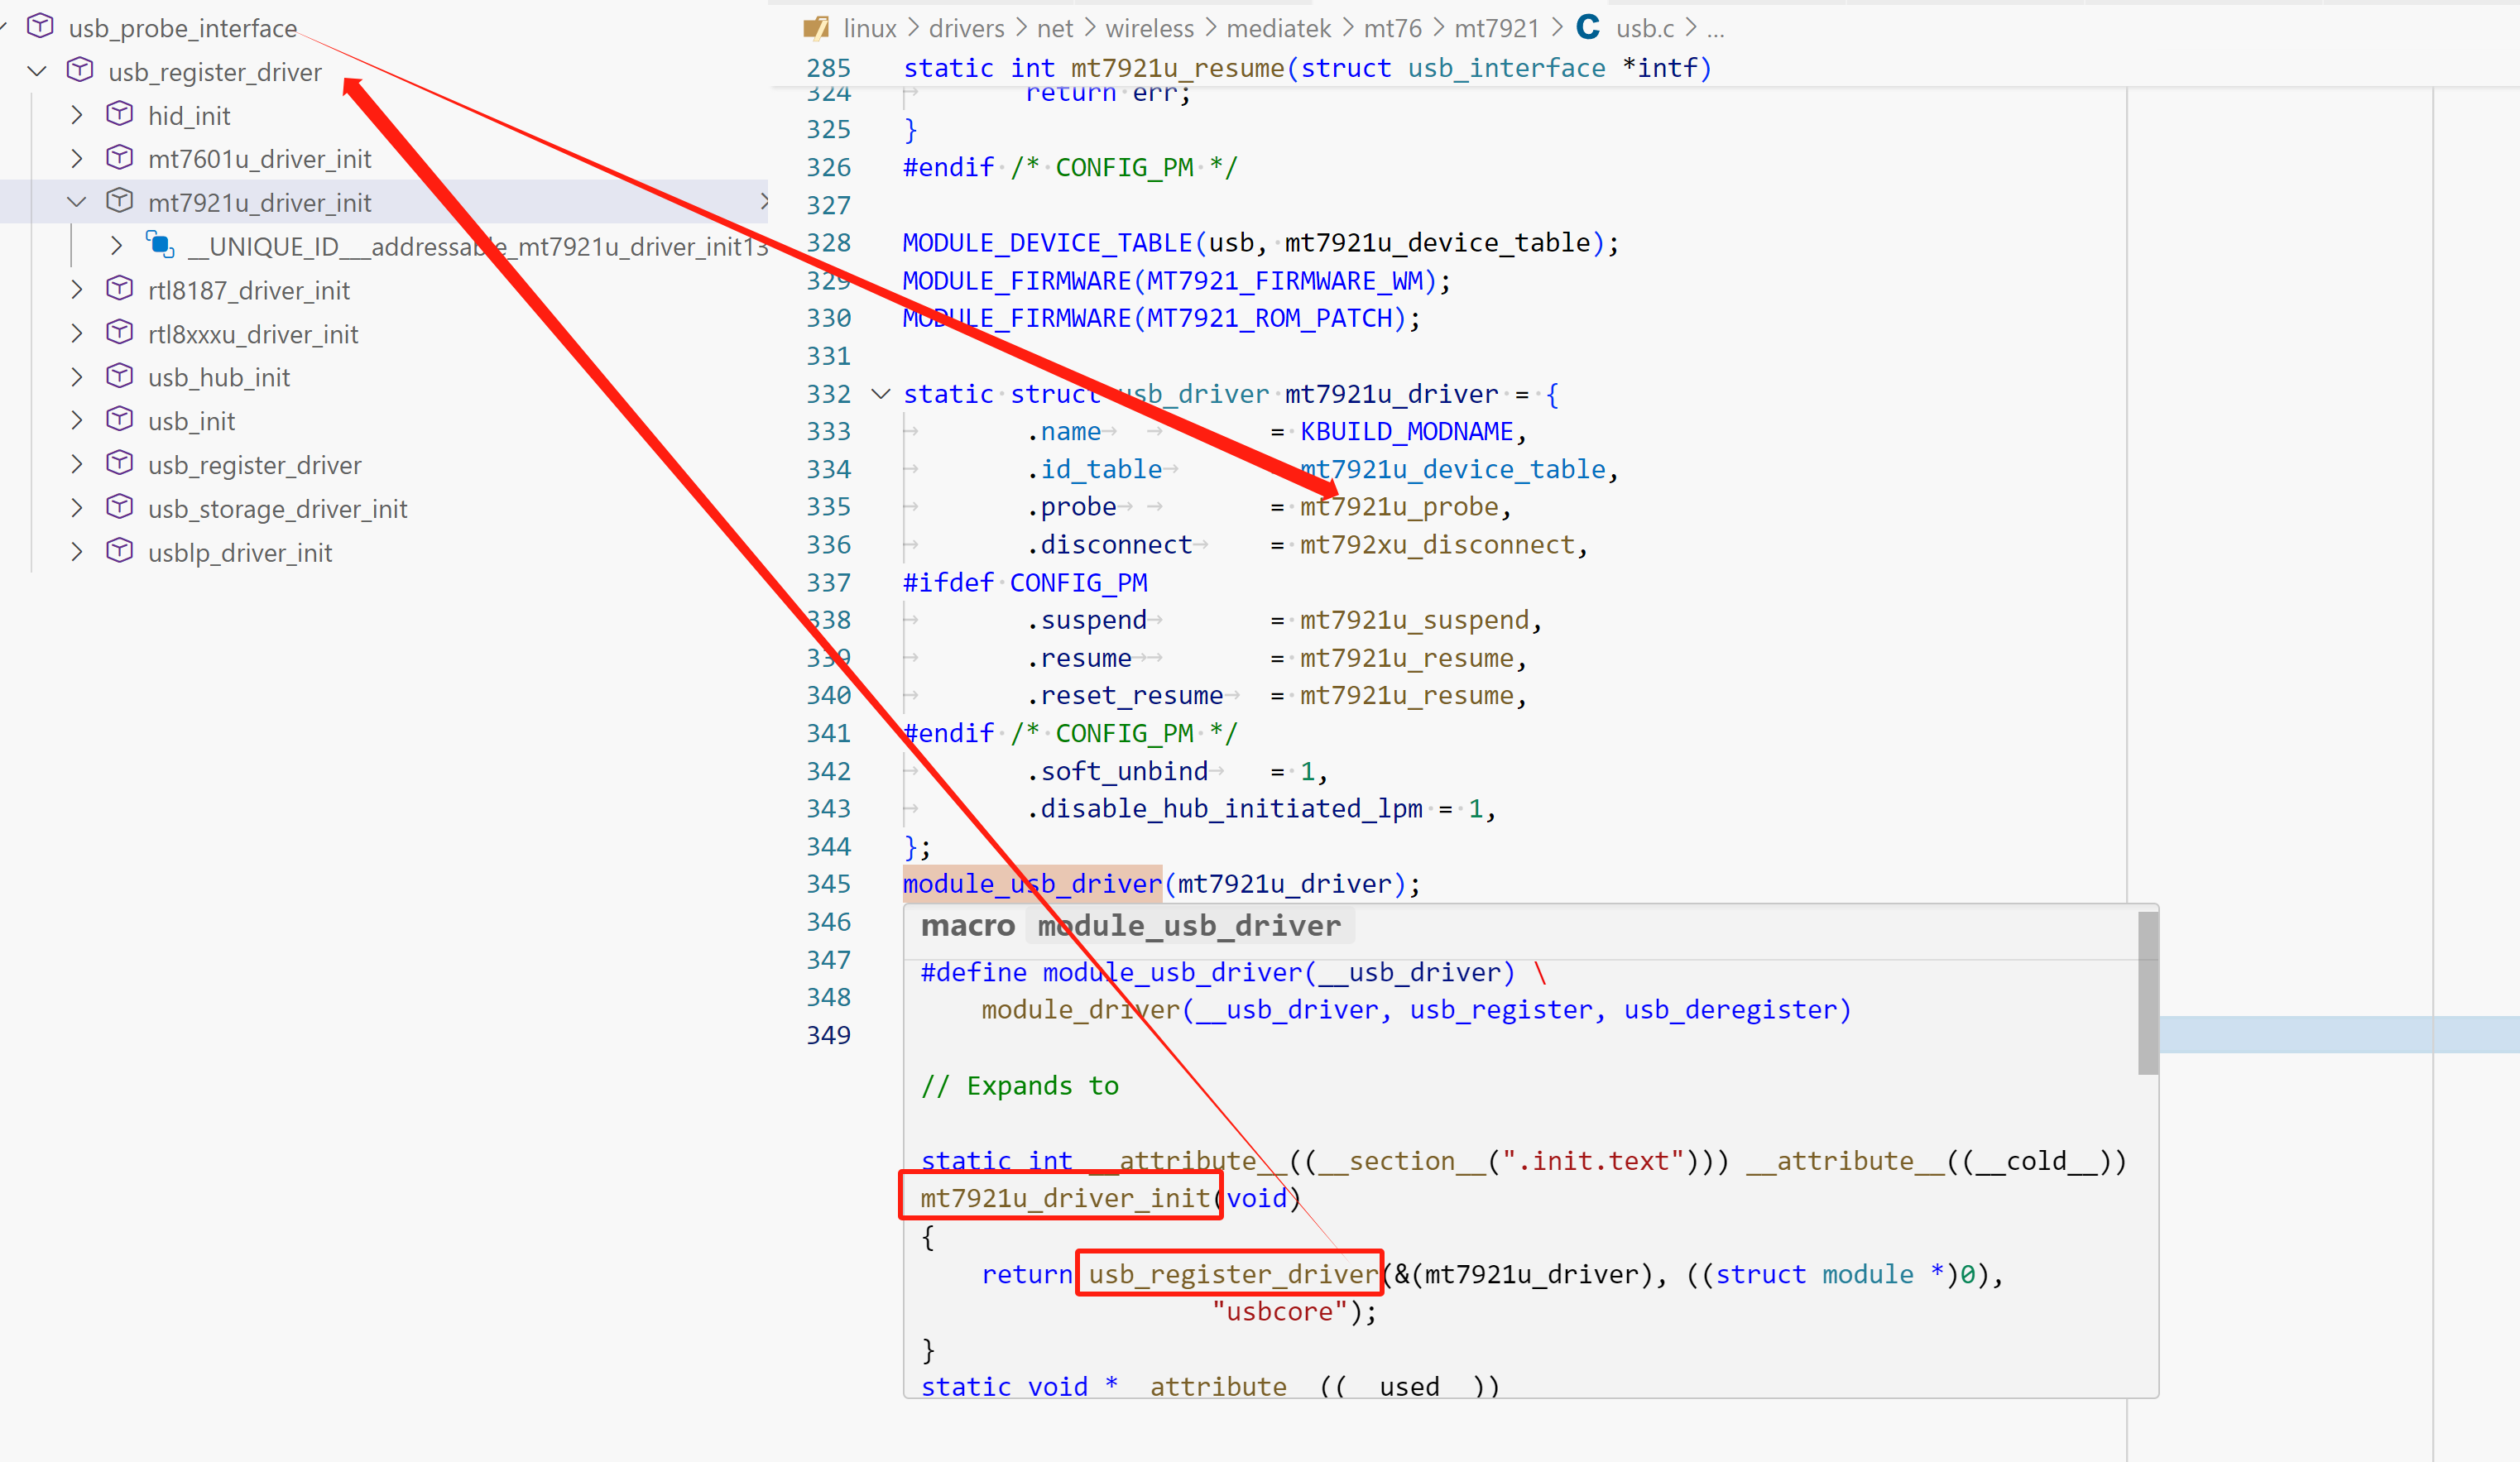 usb_probe_interface
usb_register_driver
hid_init
mt7601u_driver_init
mt7921u_driver_init
__UNIQUE_ID___addressable_mt7921u_driver_init13
rtl8187_driver_init
rtl8xxxu_driver_init
usb_hub_init
usb_init
usb_register_driver
usb_storage_driver_init
usblp_driver_init
linux > drivers > net > wireless > mediatek > mt76 > mt7921 > C usb.c > ...
285 static int mt7921u_resume(struct usb_interface *intf)
324 return err;
325 }
326 #endif /* CONFIG_PM */
327
328 MODULE_DEVICE_TABLE(usb, mt7921u_device_table);
329 MODULE_FIRMWARE(MT7921_FIRMWARE_WM);
330 MODULE_FIRMWARE(MT7921_ROM_PATCH);
331
332 static struct usb_driver mt7921u_driver = {
333 .name = KBUILD_MODNAME,
334 .id_table mt7921u_device_table,
335 .probe = mt7921u_probe,
336 .disconnect = mt792xu_disconnect,
337 #ifdef CONFIG_PM
338 .suspend = mt7921u_suspend,
339 .resume = mt7921u_resume,
340 .reset_resume = mt7921u_resume,
341 #endif /* CONFIG_PM */
342 .soft_unbind = 1,
343 .disable_hub_initiated_lpm = 1,
344 };
345 module_usb_driver(mt7921u_driver);
346
347
348
349
macro module_usb_driver
#define module_usb_driver(__usb_driver) \
module_driver(__usb_driver, usb_register, usb_deregister)
// Expands to
static int __attribute__((__section__(".init.text"))) __attribute__((__cold__))
mt7921u_driver_init(void)
{
return usb_register_driver(&(mt7921u_driver), ((struct module *)0),
"usbcore");
}
static void *__attribute__((__used__))